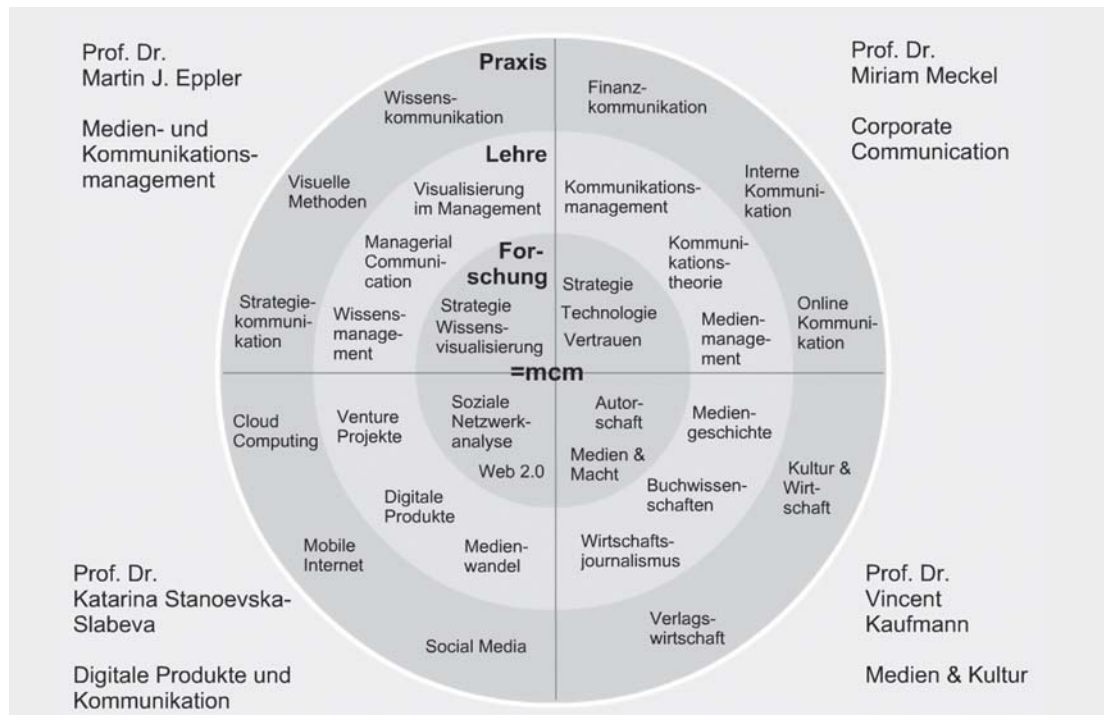 Prof. Dr.
Martin J. Eppler
Medien- und
Kommunikations-
management
Prof. Dr.
Miriam Meckel
Corporate
Communication
Praxis
Wissens-
kommunikation
Visuelle
Methoden
Strategie-
kommuni-
kation
Finanz-
kommunikation
Interne
Kommuni-
kation
Online
Kommuni-
kation
Lehre
Visualisierung
im Management
Managerial
Communi-
cation
Wissens-
manage-
ment
Kommunikations-
management
Kommuni-
kations-
theorie
Medien-
manage-
ment
For-
schung
Strategie
Wissens-
visualisierung
Strategie
Technologie
Vertrauen
=mcm
Soziale
Netzwerk-
analyse
Web 2.0
Autor-
schaft
Medien &
Macht
Venture
Projekte
Digitale
Produkte
Medien-
wandel
Medien-
geschichte
Buchwissen-
schaften
Wirtschafts-
journalismus
Cloud
Computing
Mobile
Internet
Social Media
Kultur &
Wirt-
schaft
Verlags-
wirtschaft
Prof. Dr.
Katarina Stanoevska-
Slabeva
Digitale Produkte und
Kommunikation
Prof. Dr.
Vincent
Kaufmann
Medien & Kultur